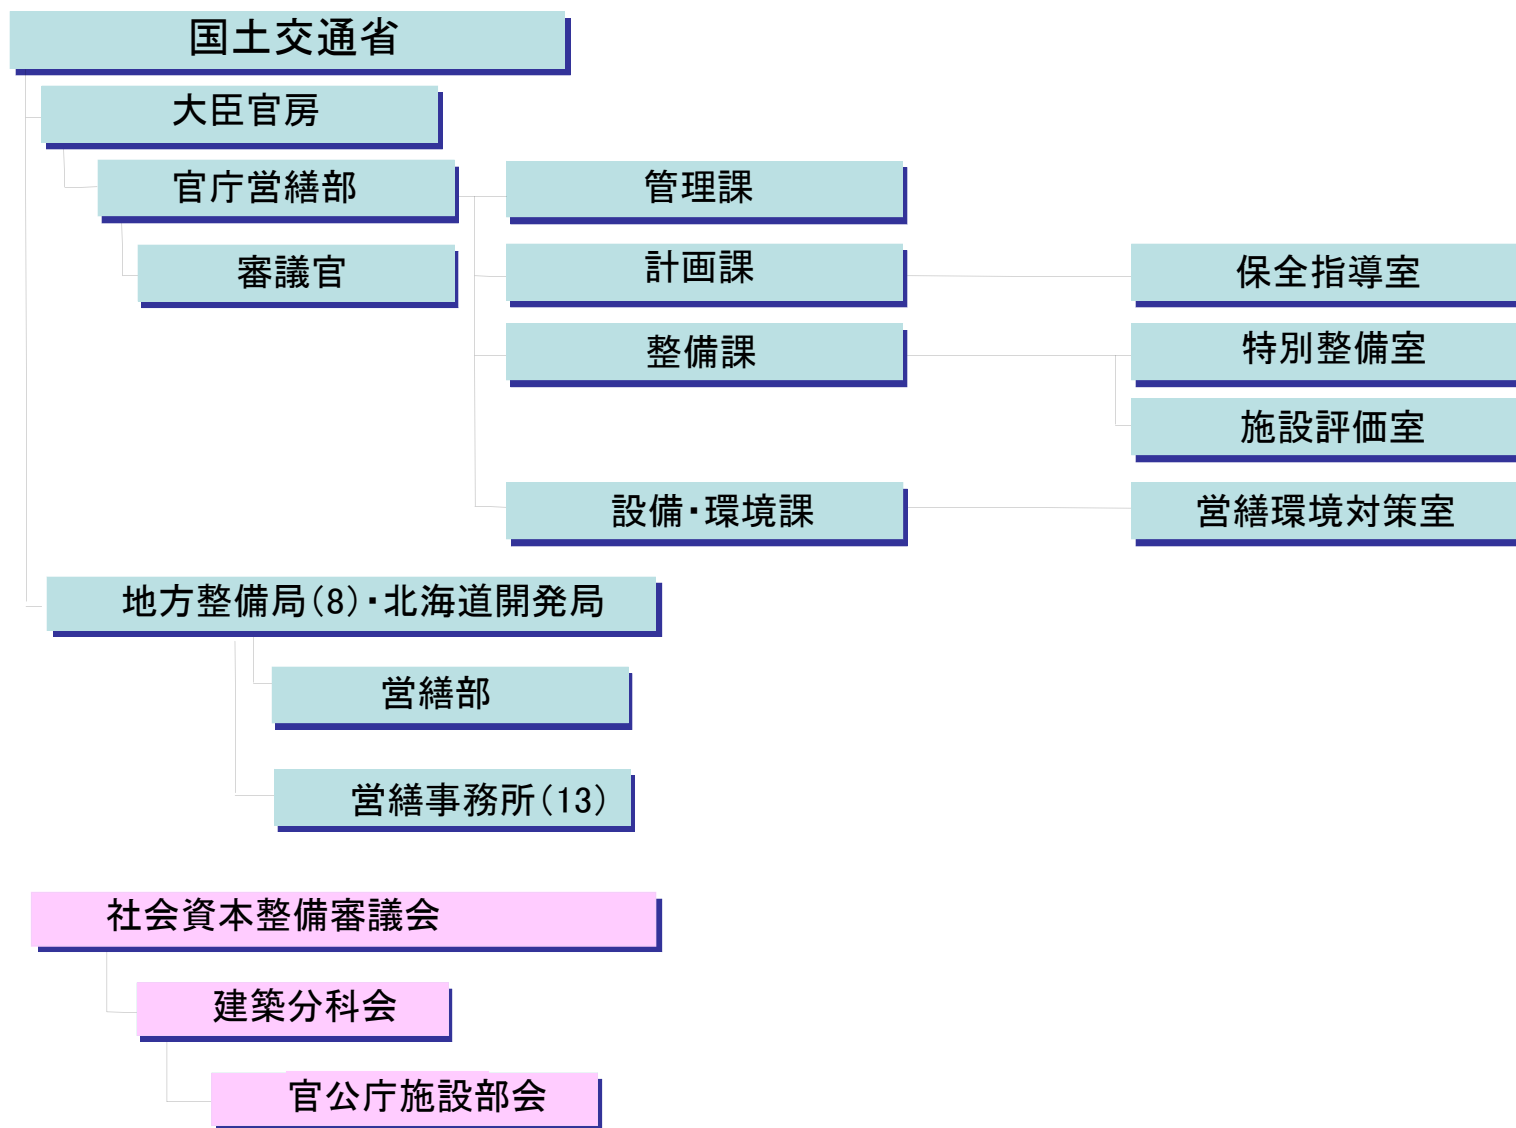 国土交通省
大臣官房
官庁営繕部
管理課
審議官
計画課
保全指導室
整備課
特別整備室
施設評価室
設備・環境課
営繕環境対策室
地方整備局(8)・北海道開発局
営繕部
営繕事務所(13)
社会資本整備審議会
建築分科会
官公庁施設部会